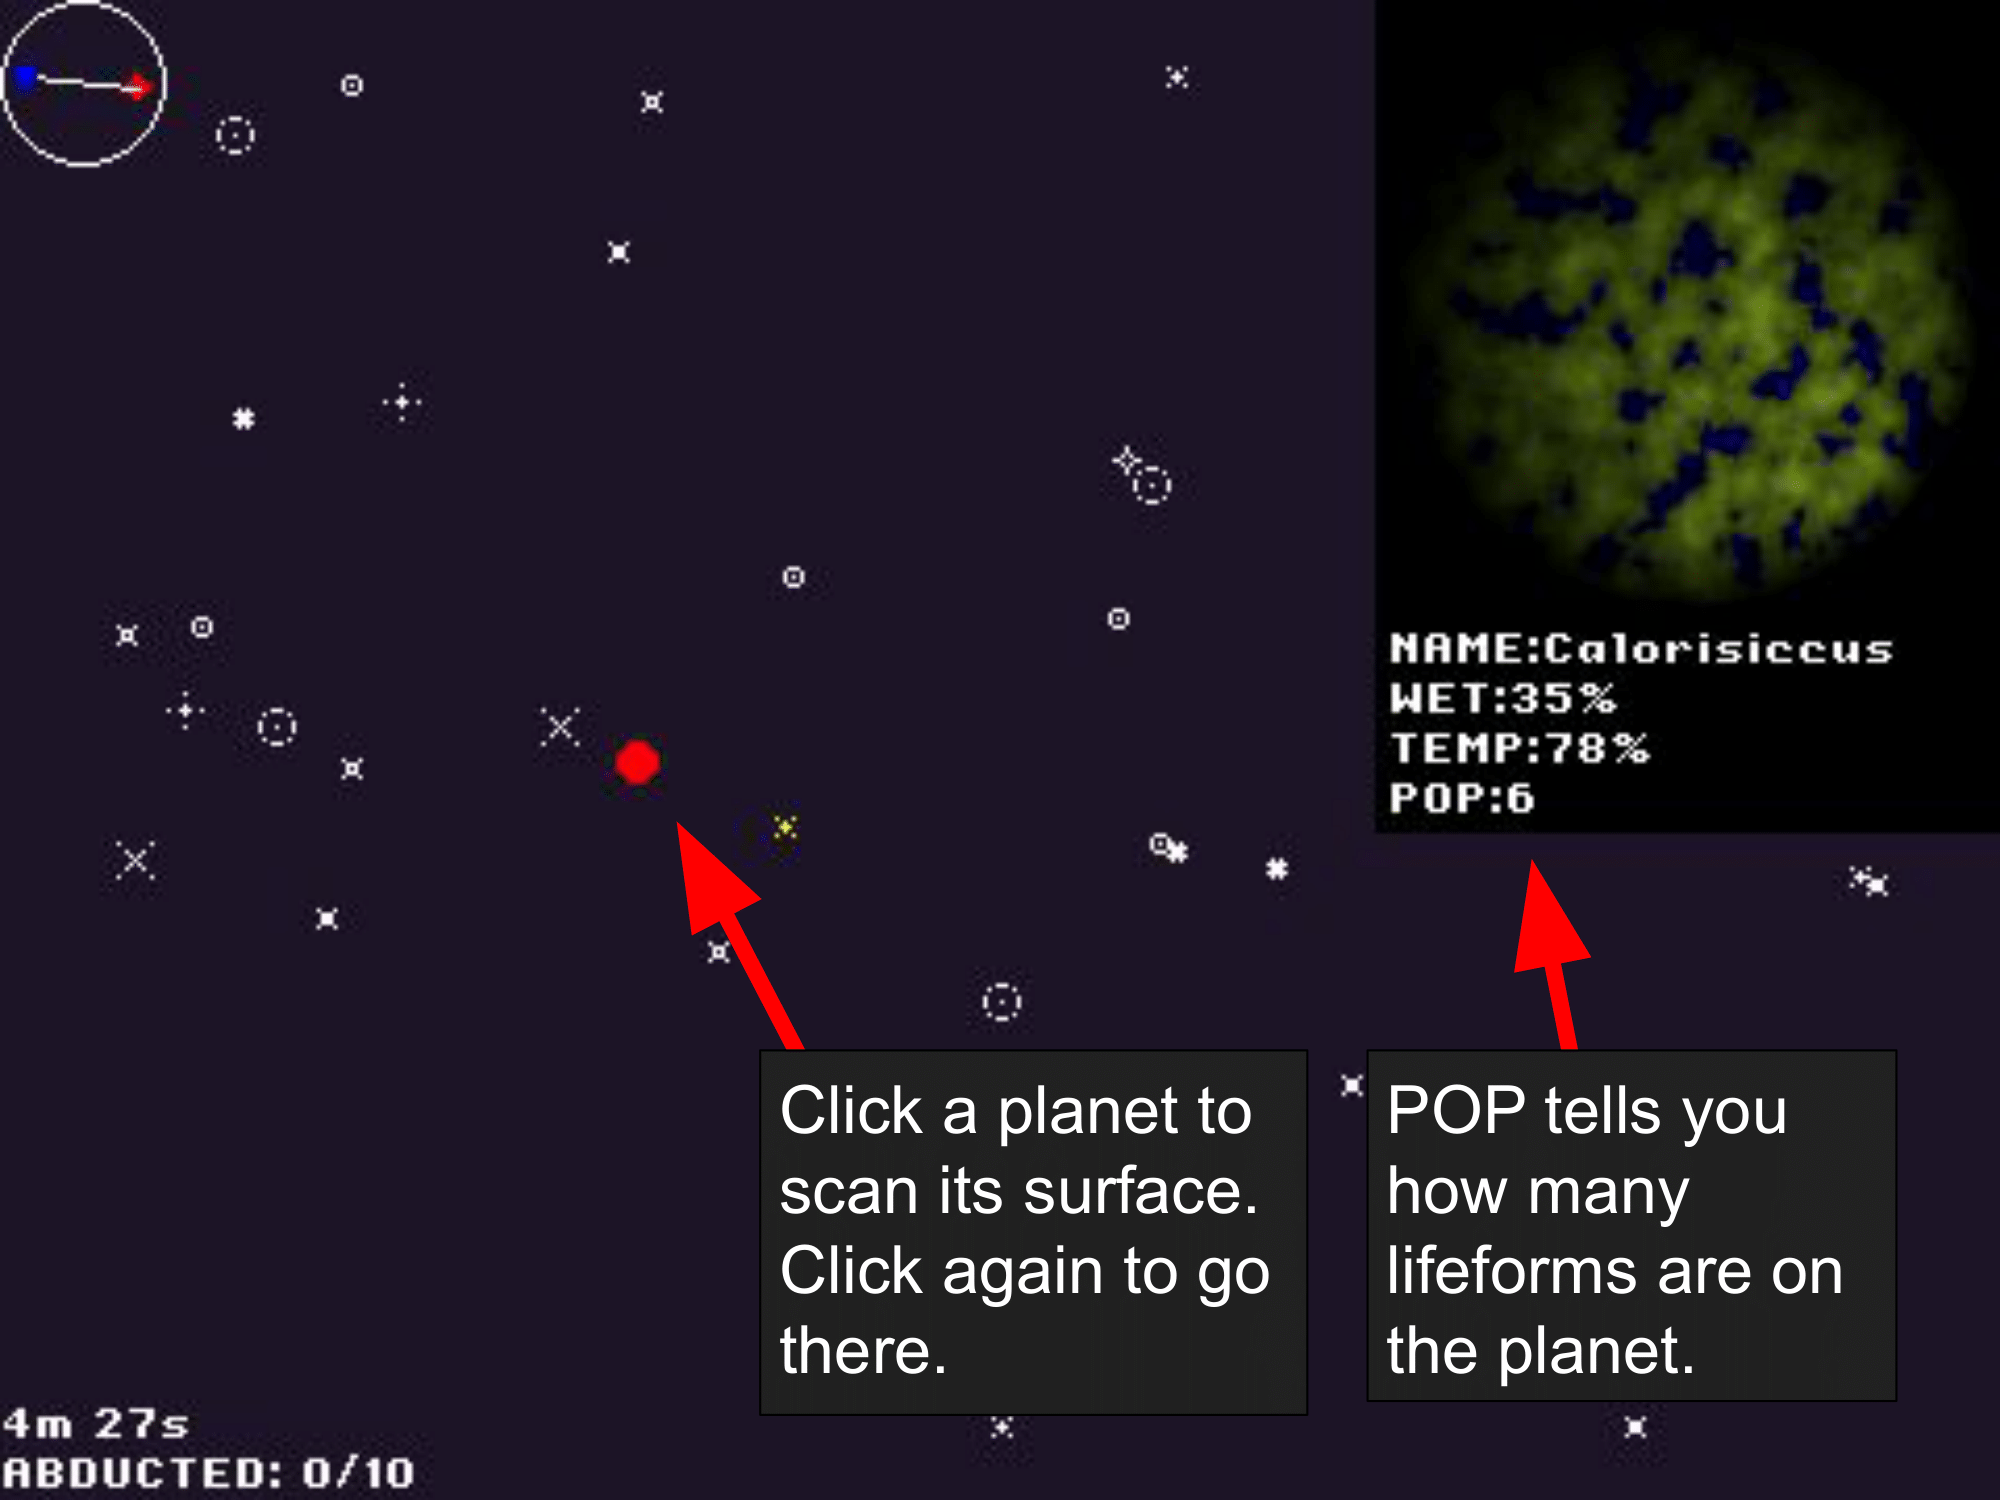 NAME:Calorisiccus
WET:35%
TEMP:78%
POP:6
Click a planet to
scan its surface.
Click again to go
there.
POP tells you
how many
lifeforms are on
the planet.
4m 27s
ABDUCTED: 0/10